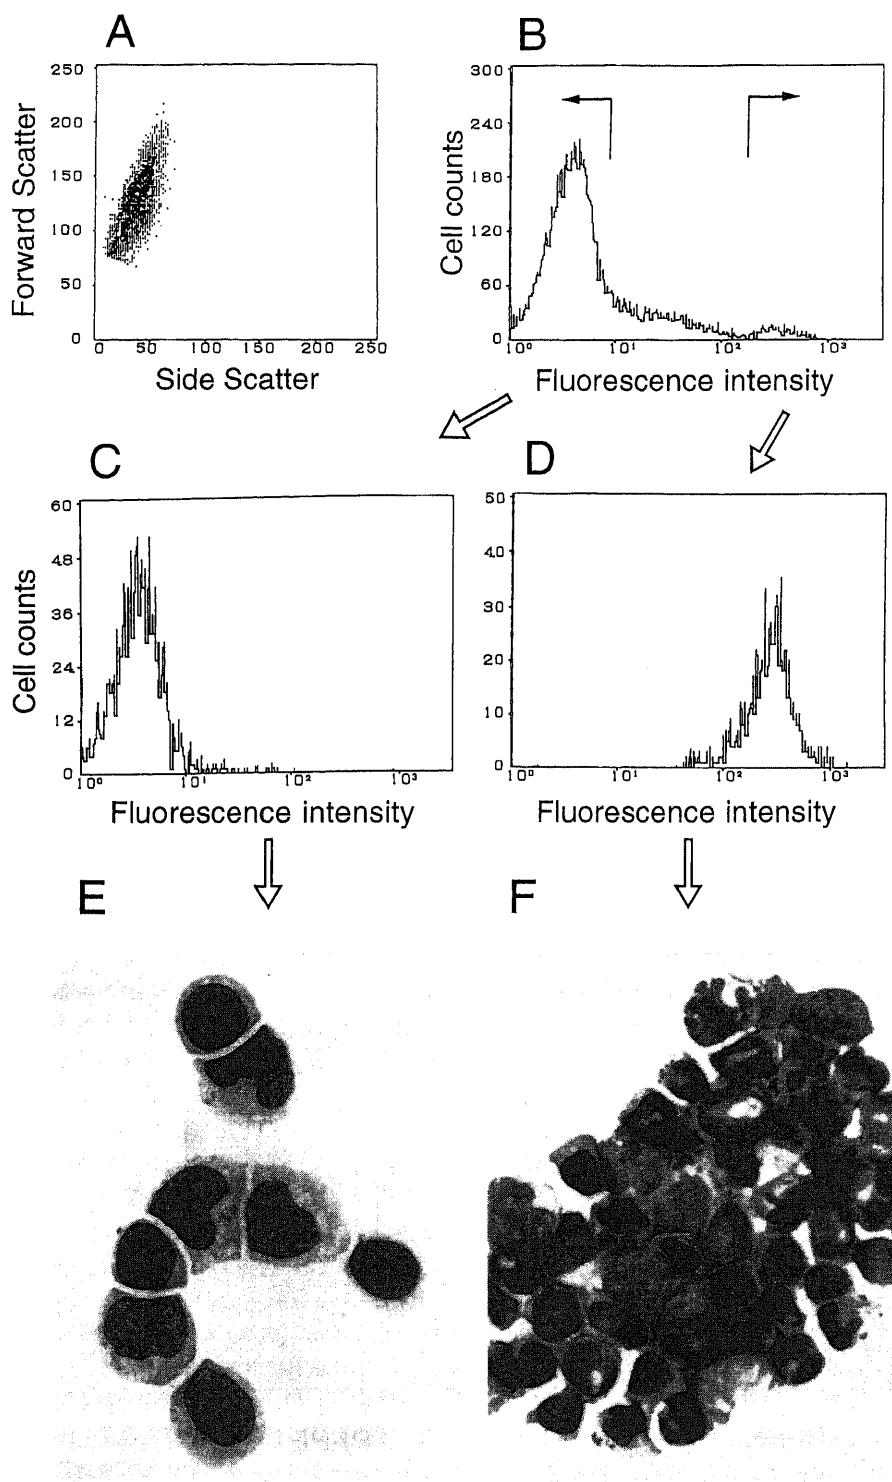 A
B
250
200
150
100
50
0
Forward Scatter
0 50 100 150 200 250
Side Scatter
300
240
180
120
60
0
Cell counts
10⁰ 10¹ 10² 10³
Fluorescence intensity
C
D
60
48
36
24
12
0
Cell counts
10⁰ 10¹ 10² 10³
Fluorescence intensity
50
40
30
20
10
0
10⁰ 10¹ 10² 10³
Fluorescence intensity
E
F